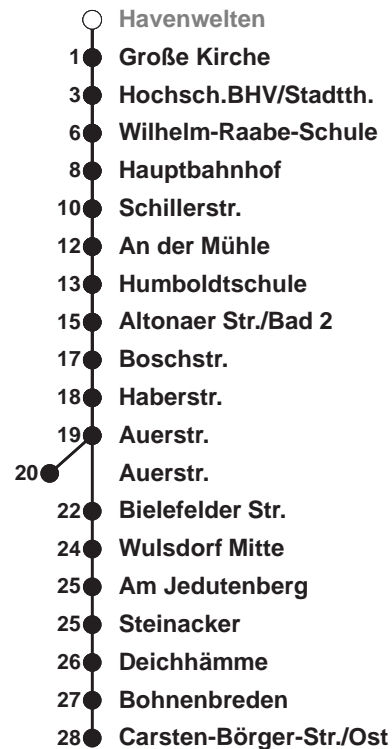 Havenwelten
1 Große Kirche
3 Hochsch.BHV/Stadtth.
6 Wilhelm-Raabe-Schule
8 Hauptbahnhof
10 Schillerstr.
12 An der Mühle
13 Humboldtschule
15 Altonaer Str./Bad 2
17 Boschstr.
18 Haberstr.
19 Auerstr.
20 Auerstr.
22 Bielefelder Str.
24 Wulsdorf Mitte
25 Am Jedutenberg
25 Steinacker
26 Deichhämme
27 Bohnenbreden
28 Carsten-Börger-Str./Ost